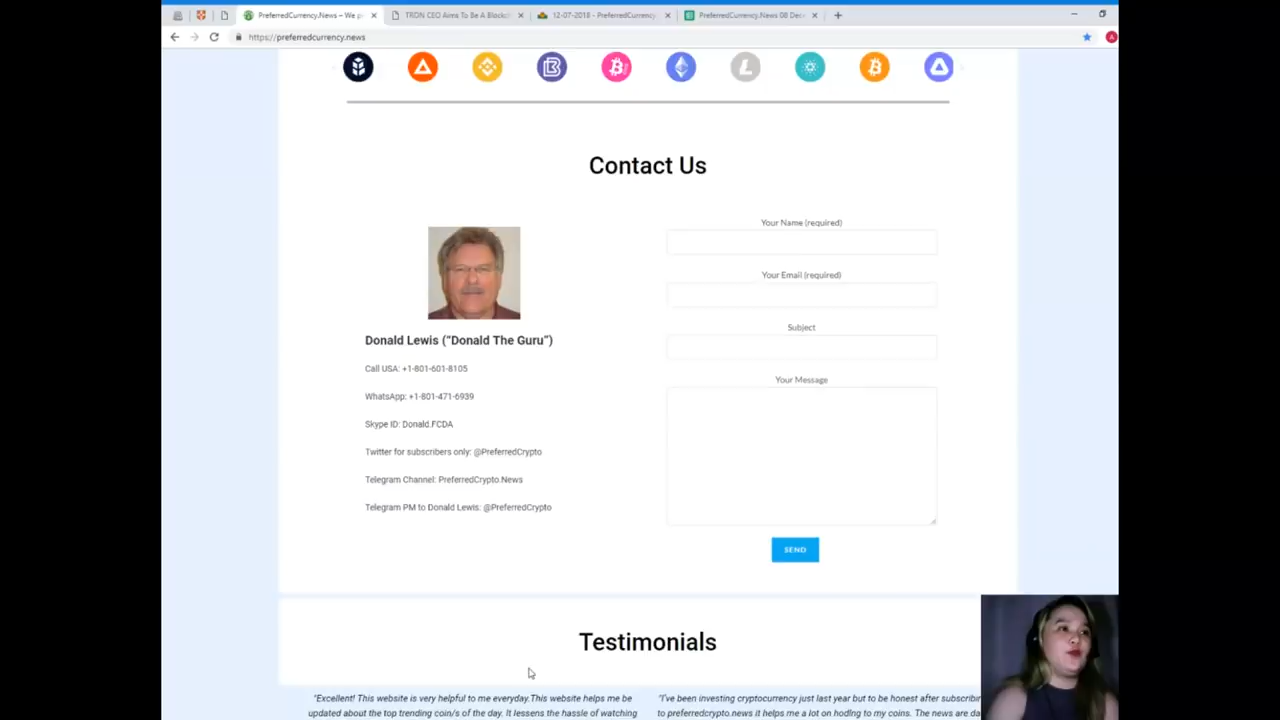 PreferredCurrency.News – We p
TRON CEO Aims To Be A Blockch
12-07-2018 - PreferredCurrency
PreferredCurrency.News 08 Dec
https://preferredcurrency.news
Contact Us
Your Name (required)
Your Email (required)
Subject
Your Message
SEND
Donald Lewis (“Donald The Guru”)
Call USA: +1-801-601-8105
WhatsApp: +1-801-471-6939
Skype ID: Donald.FCDA
Twitter for subscribers only: @PreferredCrypto
Telegram Channel: PreferredCrypto.News
Telegram PM to Donald Lewis: @PreferredCrypto
Testimonials
"Excellent! This website is very helpful to me everyday.This website helps me be
updated about the top trending coin/s of the day. It lessens the hassle of watching
"I've been investing cryptocurrency just last year but to be honest after subscribin
to preferredcrypto.news it helps me a lot on hodlng to my coins. The news are da